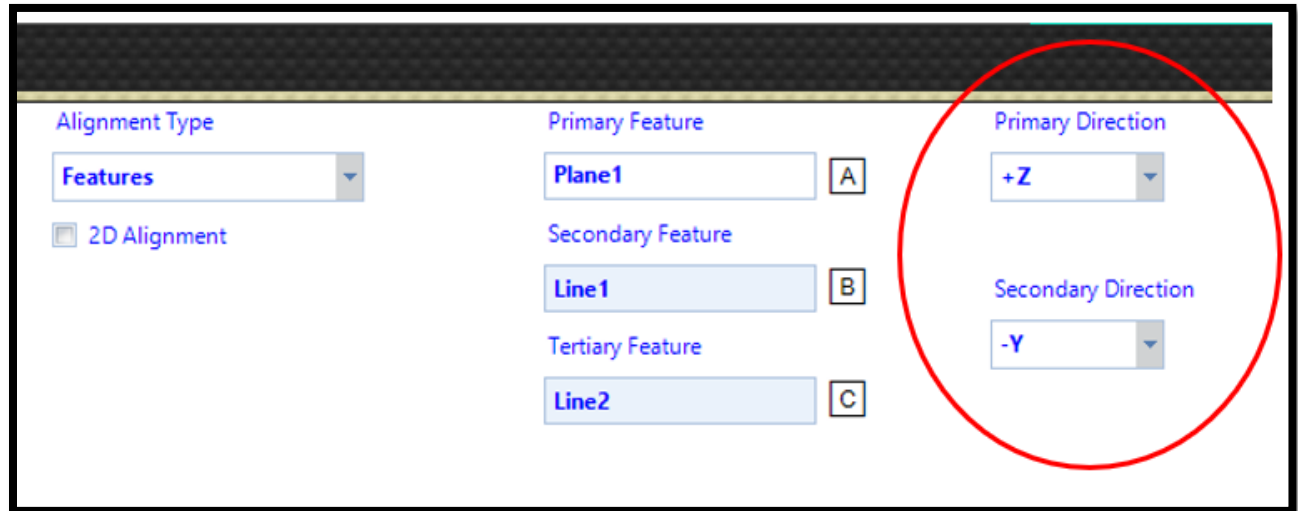 Alignment Type
Features
2D Alignment
Primary Feature
Plane1
A
Secondary Feature
Line1
B
Tertiary Feature
Line2
C
Primary Direction
+Z
Secondary Direction
-Y